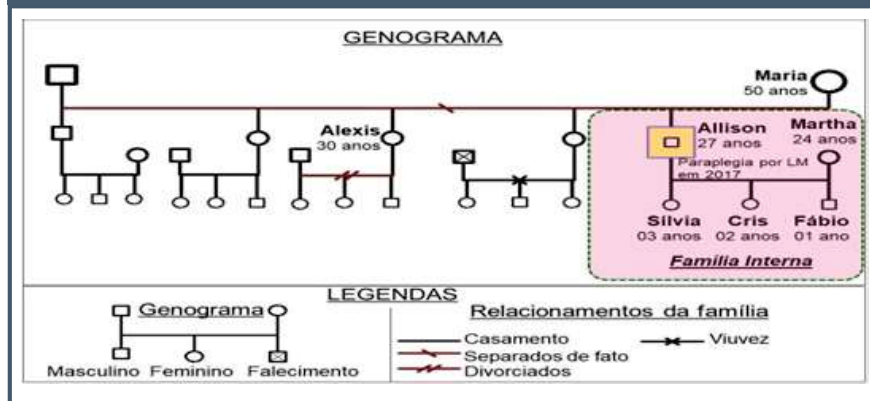 GENOGRAMA
Maria
50 anos
Alexis
30 anos
Allison
27 anos
Martha
24 anos
Paraplegia por LM
em 2017
Sílvia
03 anos
Cris
02 anos
Fábio
01 ano
Família Interna
LEGENDAS
Genograma
Masculino Feminino Falecimento
Relacionamentos da família
Casamento
Viuvez
Separados de fato
Divorciados